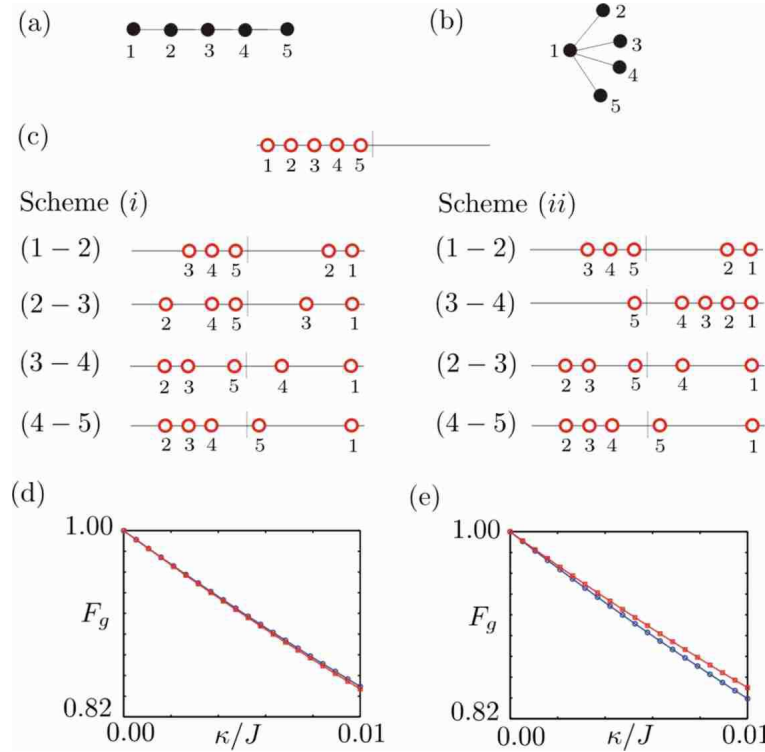 (a)
1 2 3 4 5
(b)
1 2 3 4 5
(c)
1 2 3 4 5
Scheme (i)
(1 − 2) 3 4 5 2 1
(2 − 3) 2 4 5 3 1
(3 − 4) 2 3 5 4 1
(4 − 5) 2 3 4 5 1
Scheme (ii)
(1 − 2) 3 4 5 2 1
(3 − 4) 5 4 3 2 1
(2 − 3) 2 3 5 4 1
(4 − 5) 2 3 4 5 1
(d)
1.00
F_g
0.82
0.00 κ/J 0.01
(e)
1.00
F_g
0.82
0.00 κ/J 0.01